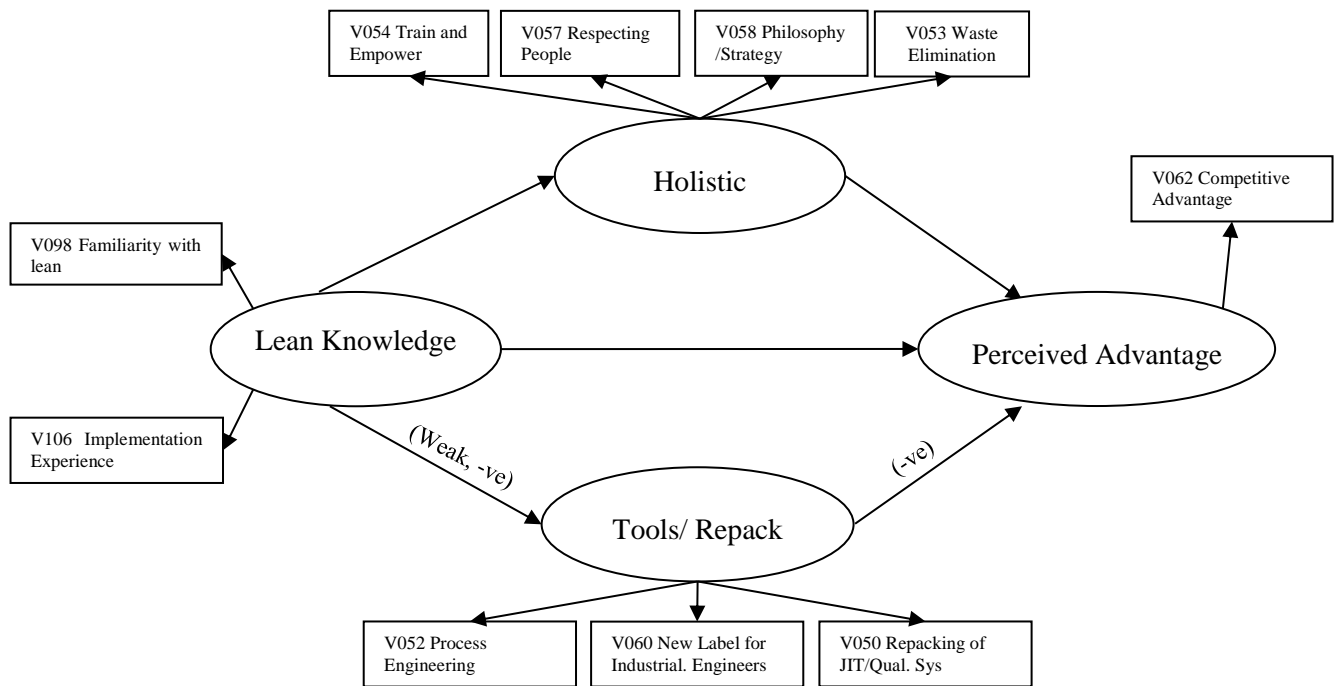 V054 Train and
Empower
V057 Respecting
People
V058 Philosophy
/Strategy
V053 Waste
Elimination
Holistic
V062 Competitive
Advantage
V098 Familiarity with
lean
Lean Knowledge
Perceived Advantage
V106 Implementation
Experience
(Weak, -ve)
(-ve)
Tools/ Repack
V052 Process
Engineering
V060 New Label for
Industrial. Engineers
V050 Repacking of
JIT/Qual. Sys